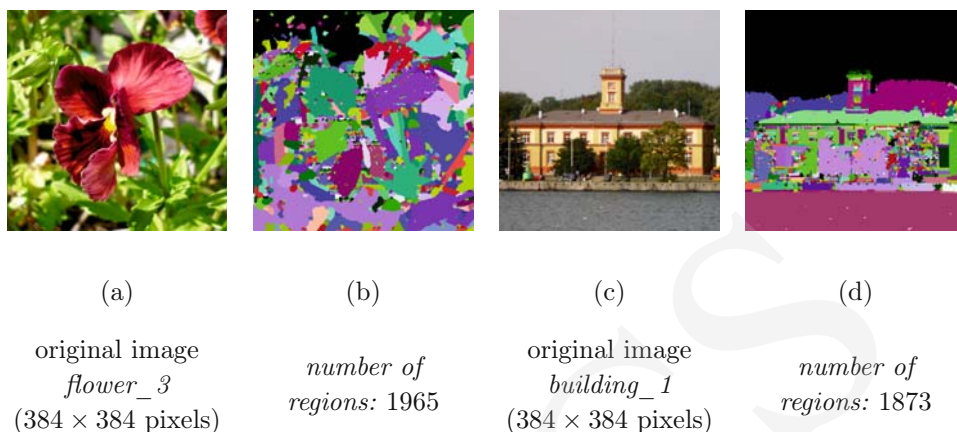 (a)
(b)
(c)
(d)
original image
flower_3
(384 × 384 pixels)
number of
regions: 1965
original image
building_1
(384 × 384 pixels)
number of
regions: 1873
CS